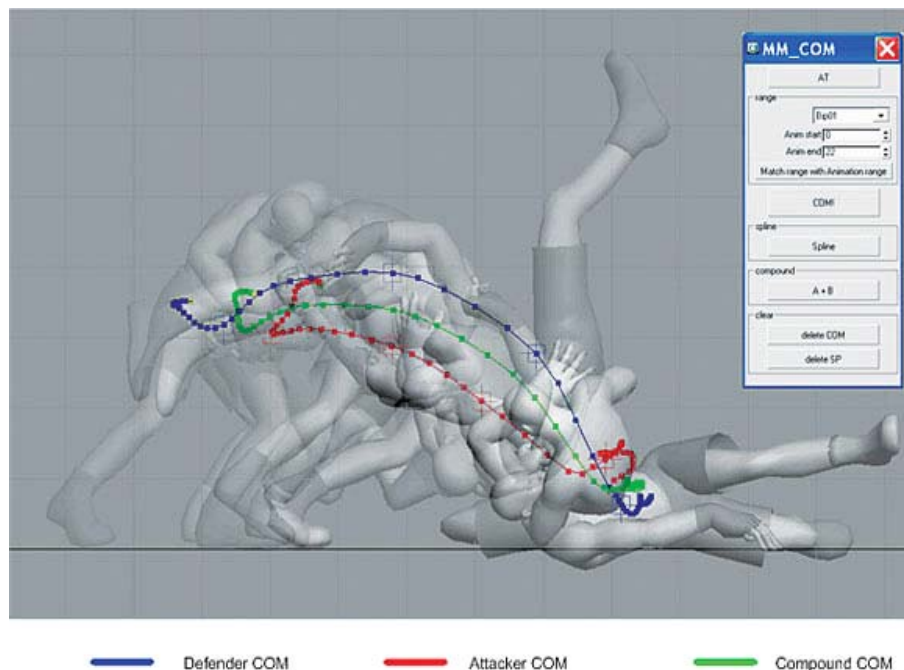 MM_COM
AT
range
Bip01
Anim start 0
Anim end 22
Match range with Animation range
COM!
spline
Spline
compound
A + B
clear
delete COM
delete SP
Defender COM
Attacker COM
Compound COM